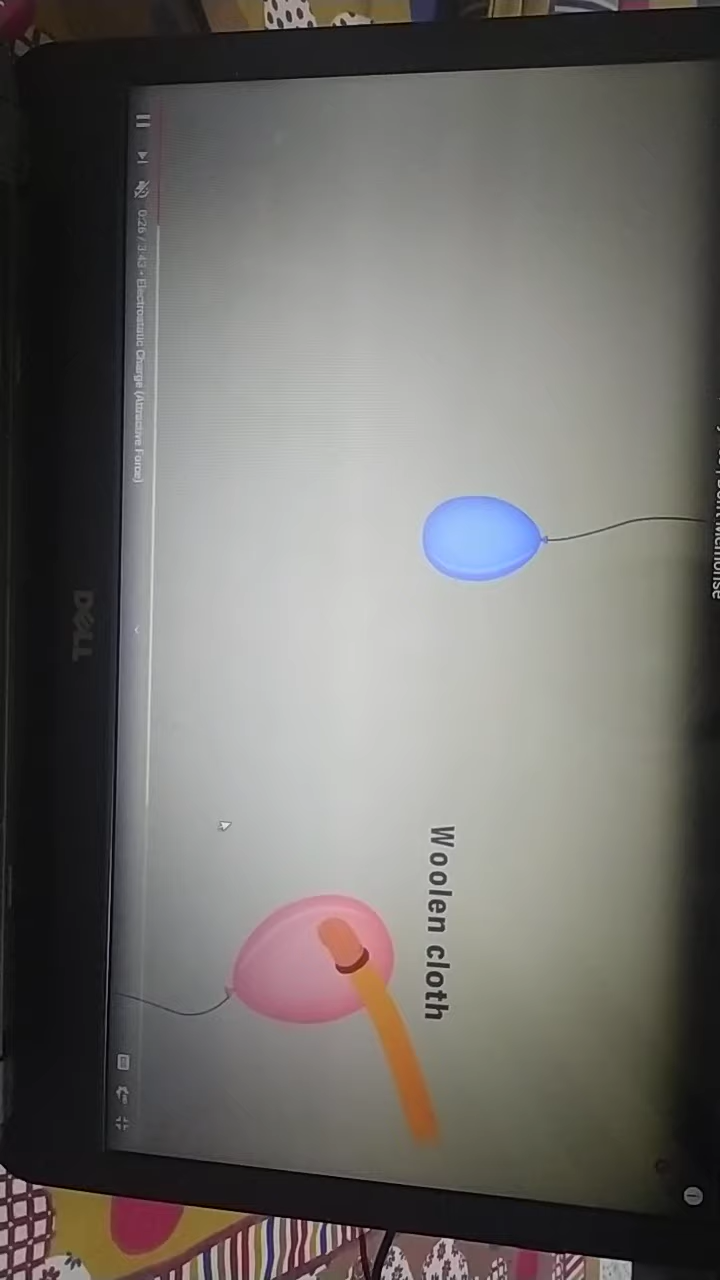 Woolen cloth
0:26 / 3:43 • Electrostatic Charge (Attractive Force)
DELL